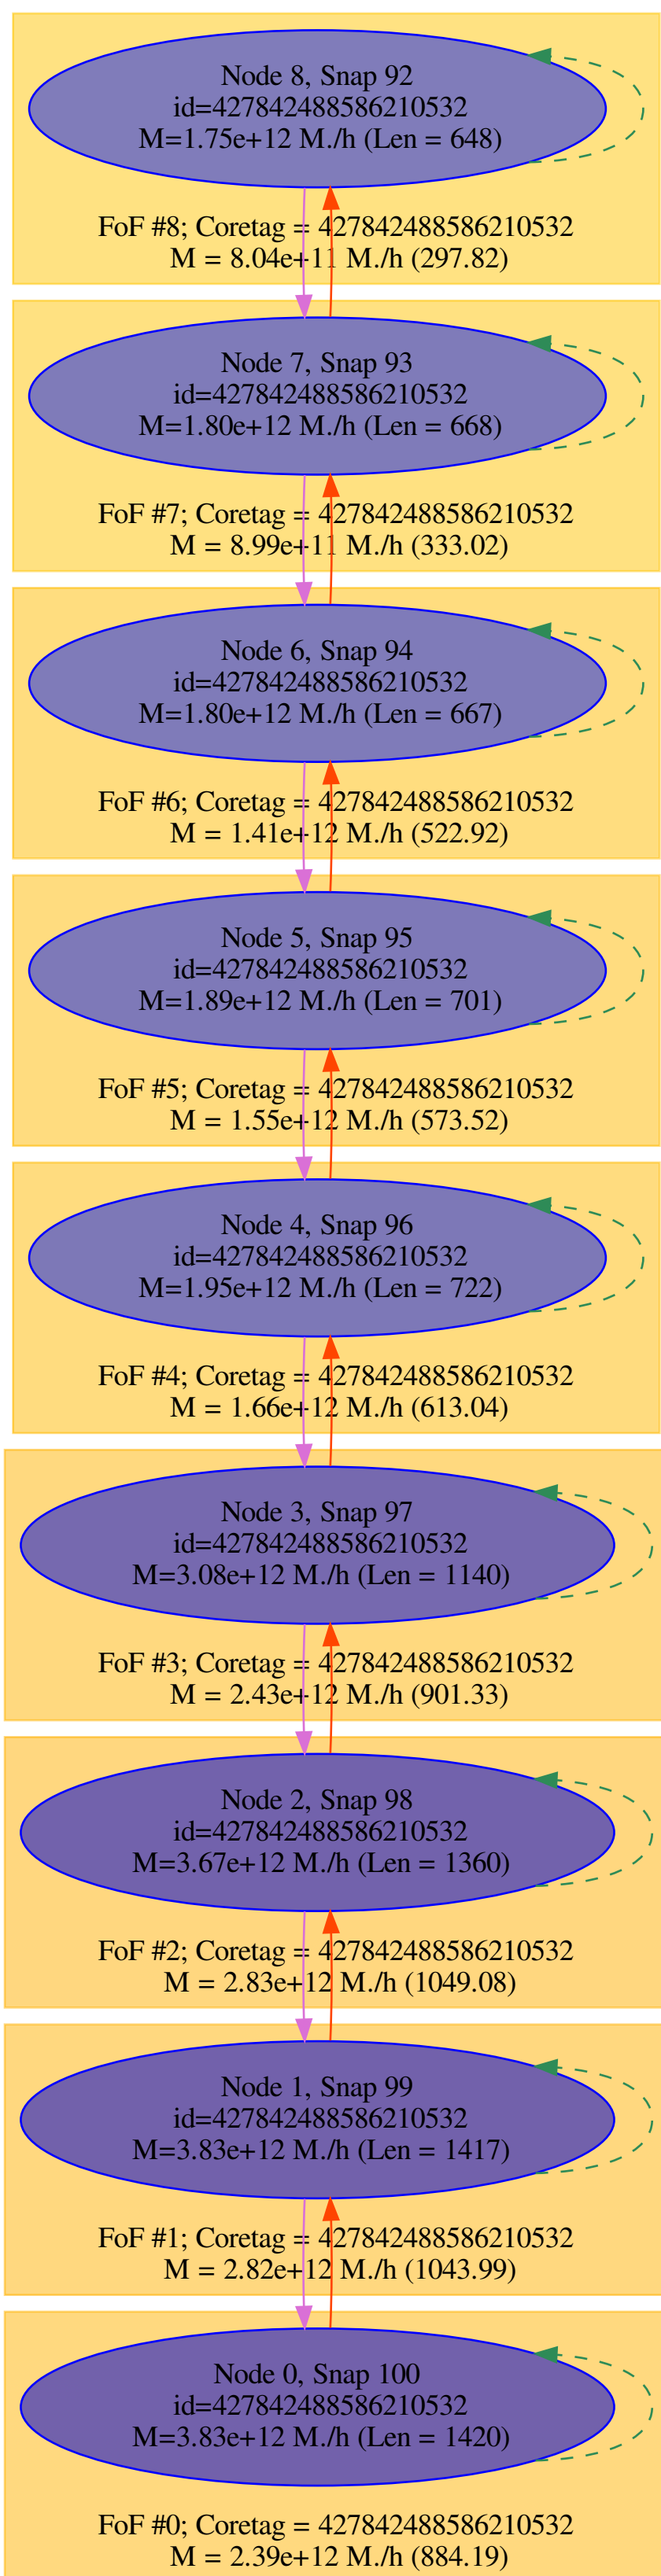 Node 8, Snap 92
id=427842488586210532
M=1.75e+12 M./h (Len = 648)
FoF #8; Coretag = 427842488586210532
M = 8.04e+11 M./h (297.82)
Node 7, Snap 93
id=427842488586210532
M=1.80e+12 M./h (Len = 668)
FoF #7; Coretag = 427842488586210532
M = 8.99e+11 M./h (333.02)
Node 6, Snap 94
id=427842488586210532
M=1.80e+12 M./h (Len = 667)
FoF #6; Coretag = 427842488586210532
M = 1.41e+12 M./h (522.92)
Node 5, Snap 95
id=427842488586210532
M=1.89e+12 M./h (Len = 701)
FoF #5; Coretag = 427842488586210532
M = 1.55e+12 M./h (573.52)
Node 4, Snap 96
id=427842488586210532
M=1.95e+12 M./h (Len = 722)
FoF #4; Coretag = 427842488586210532
M = 1.66e+12 M./h (613.04)
Node 3, Snap 97
id=427842488586210532
M=3.08e+12 M./h (Len = 1140)
FoF #3; Coretag = 427842488586210532
M = 2.43e+12 M./h (901.33)
Node 2, Snap 98
id=427842488586210532
M=3.67e+12 M./h (Len = 1360)
FoF #2; Coretag = 427842488586210532
M = 2.83e+12 M./h (1049.08)
Node 1, Snap 99
id=427842488586210532
M=3.83e+12 M./h (Len = 1417)
FoF #1; Coretag = 427842488586210532
M = 2.82e+12 M./h (1043.99)
Node 0, Snap 100
id=427842488586210532
M=3.83e+12 M./h (Len = 1420)
FoF #0; Coretag = 427842488586210532
M = 2.39e+12 M./h (884.19)